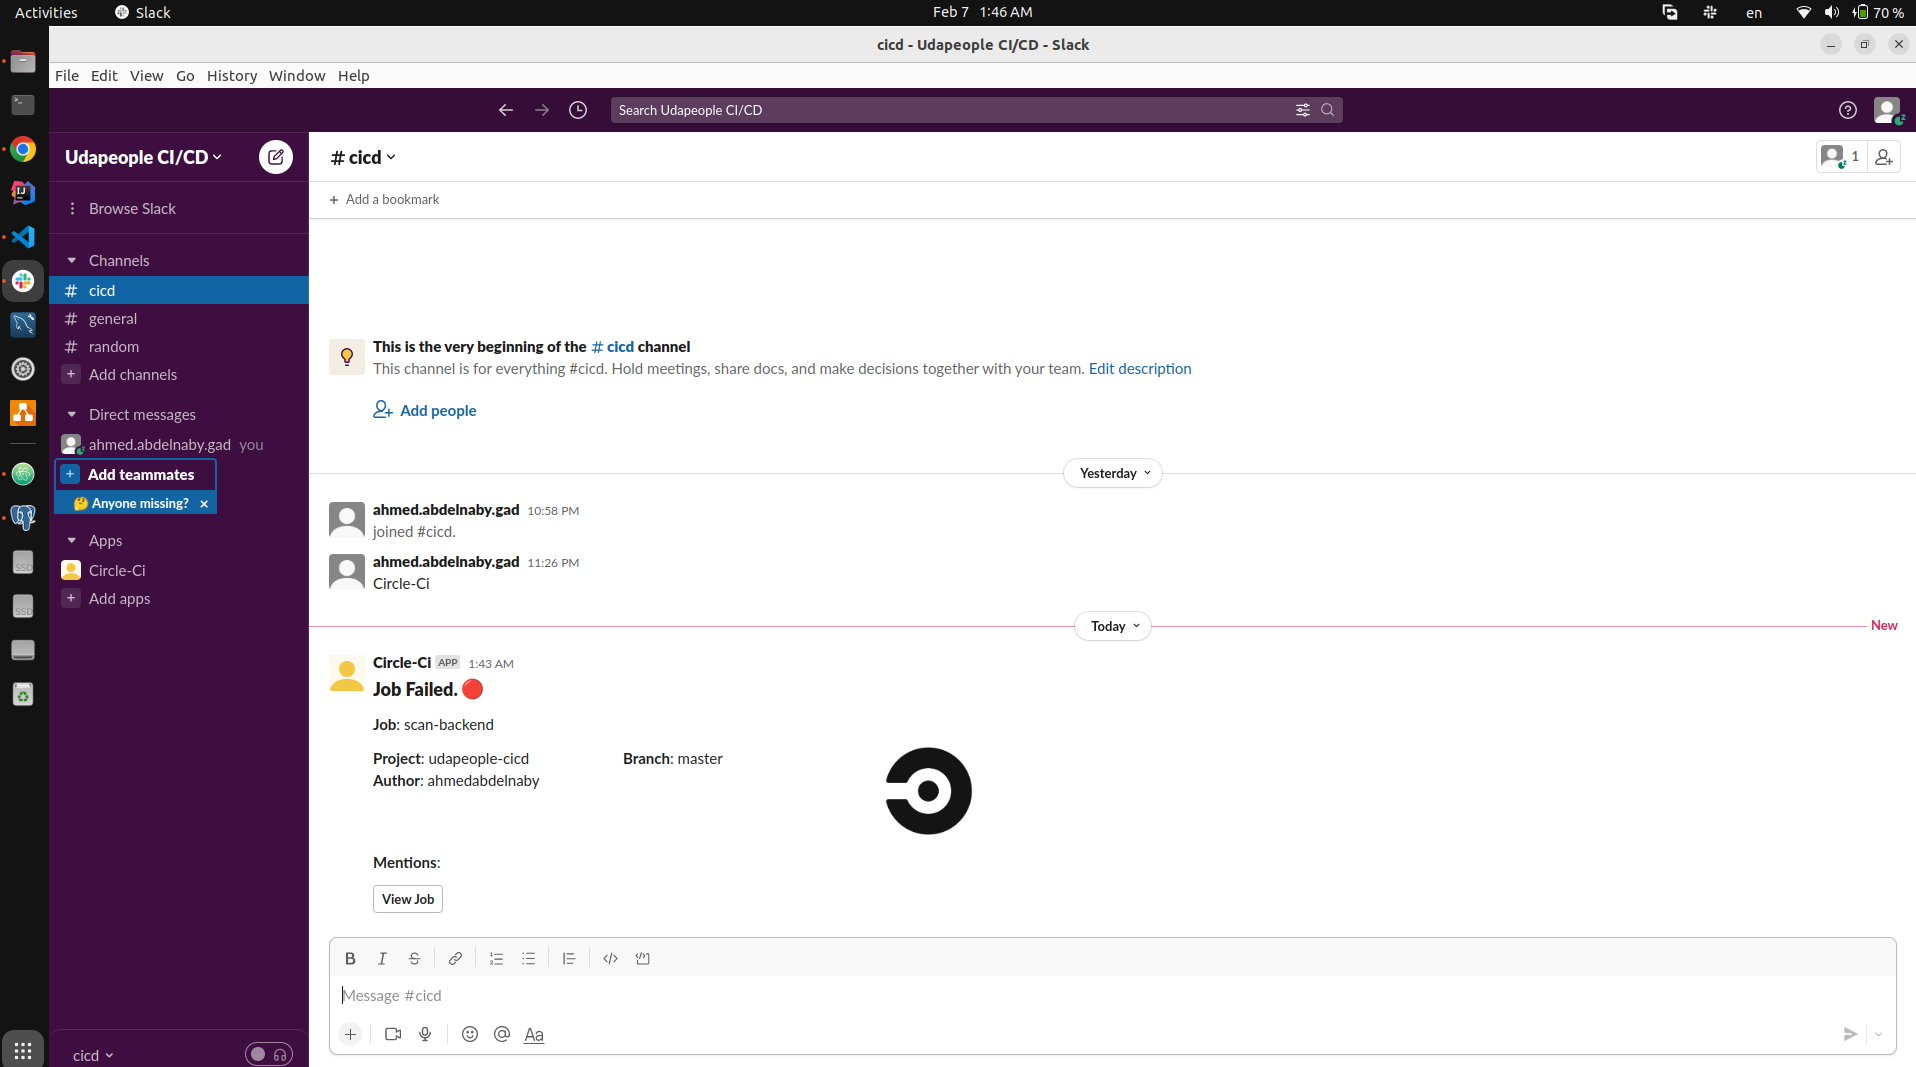 Activities
Slack
Feb 7 1:46 AM
en
70 %
cicd - Udapeople CI/CD - Slack
File Edit View Go History Window Help
Search Udapeople CI/CD
Udapeople CI/CD
# cicd
1
Browse Slack
+ Add a bookmark
Channels
# cicd
# general
# random
+ Add channels
Direct messages
ahmed.abdelnaby.gad you
+ Add teammates
🤔 Anyone missing? ×
Apps
Circle-Ci
+ Add apps
cicd
This is the very beginning of the # cicd channel
This channel is for everything #cicd. Hold meetings, share docs, and make decisions together with your team. Edit description
Add people
Yesterday
ahmed.abdelnaby.gad 10:58 PM
joined #cicd.
ahmed.abdelnaby.gad 11:26 PM
Circle-Ci
Today
New
Circle-Ci APP 1:43 AM
Job Failed. 🔴
Job: scan-backend
Project: udapeople-cicd
Branch: master
Author: ahmedabdelnaby
Mentions:
View Job
Message #cicd
Aa
SSD
SSD